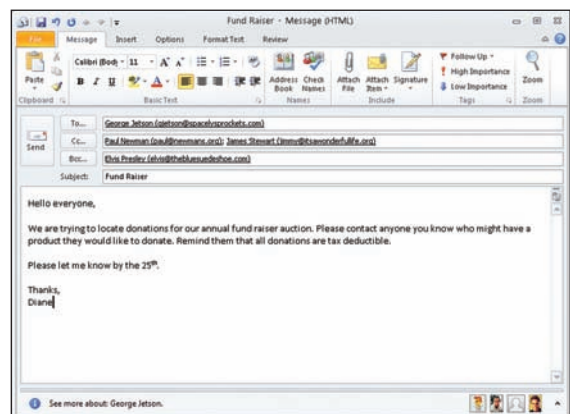 Fund Raiser - Message (HTML)
File Message Insert Options Format Text Review
Paste
Calibri (Body) 11
B I U
Address Book
Check Names
Attach File
Attach Item
Signature
Follow Up
High Importance
Low Importance
Zoom
Clipboard Basic Text Names Include Tags Zoom
Send
To... George Jetson (gjetson@spacelysprockets.com)
Cc... Paul Newman (paul@newmans.org); James Stewart (jimmy@itsawonderfullife.org)
Bcc... Elvis Presley (elvis@thebluesuedeshoe.com)
Subject: Fund Raiser
Hello everyone,
We are trying to locate donations for our annual fund raiser auction. Please contact anyone you know who might have a
product they would like to donate. Remind them that all donations are tax deductible.
Please let me know by the 25th.
Thanks,
Diane
See more about: George Jetson.